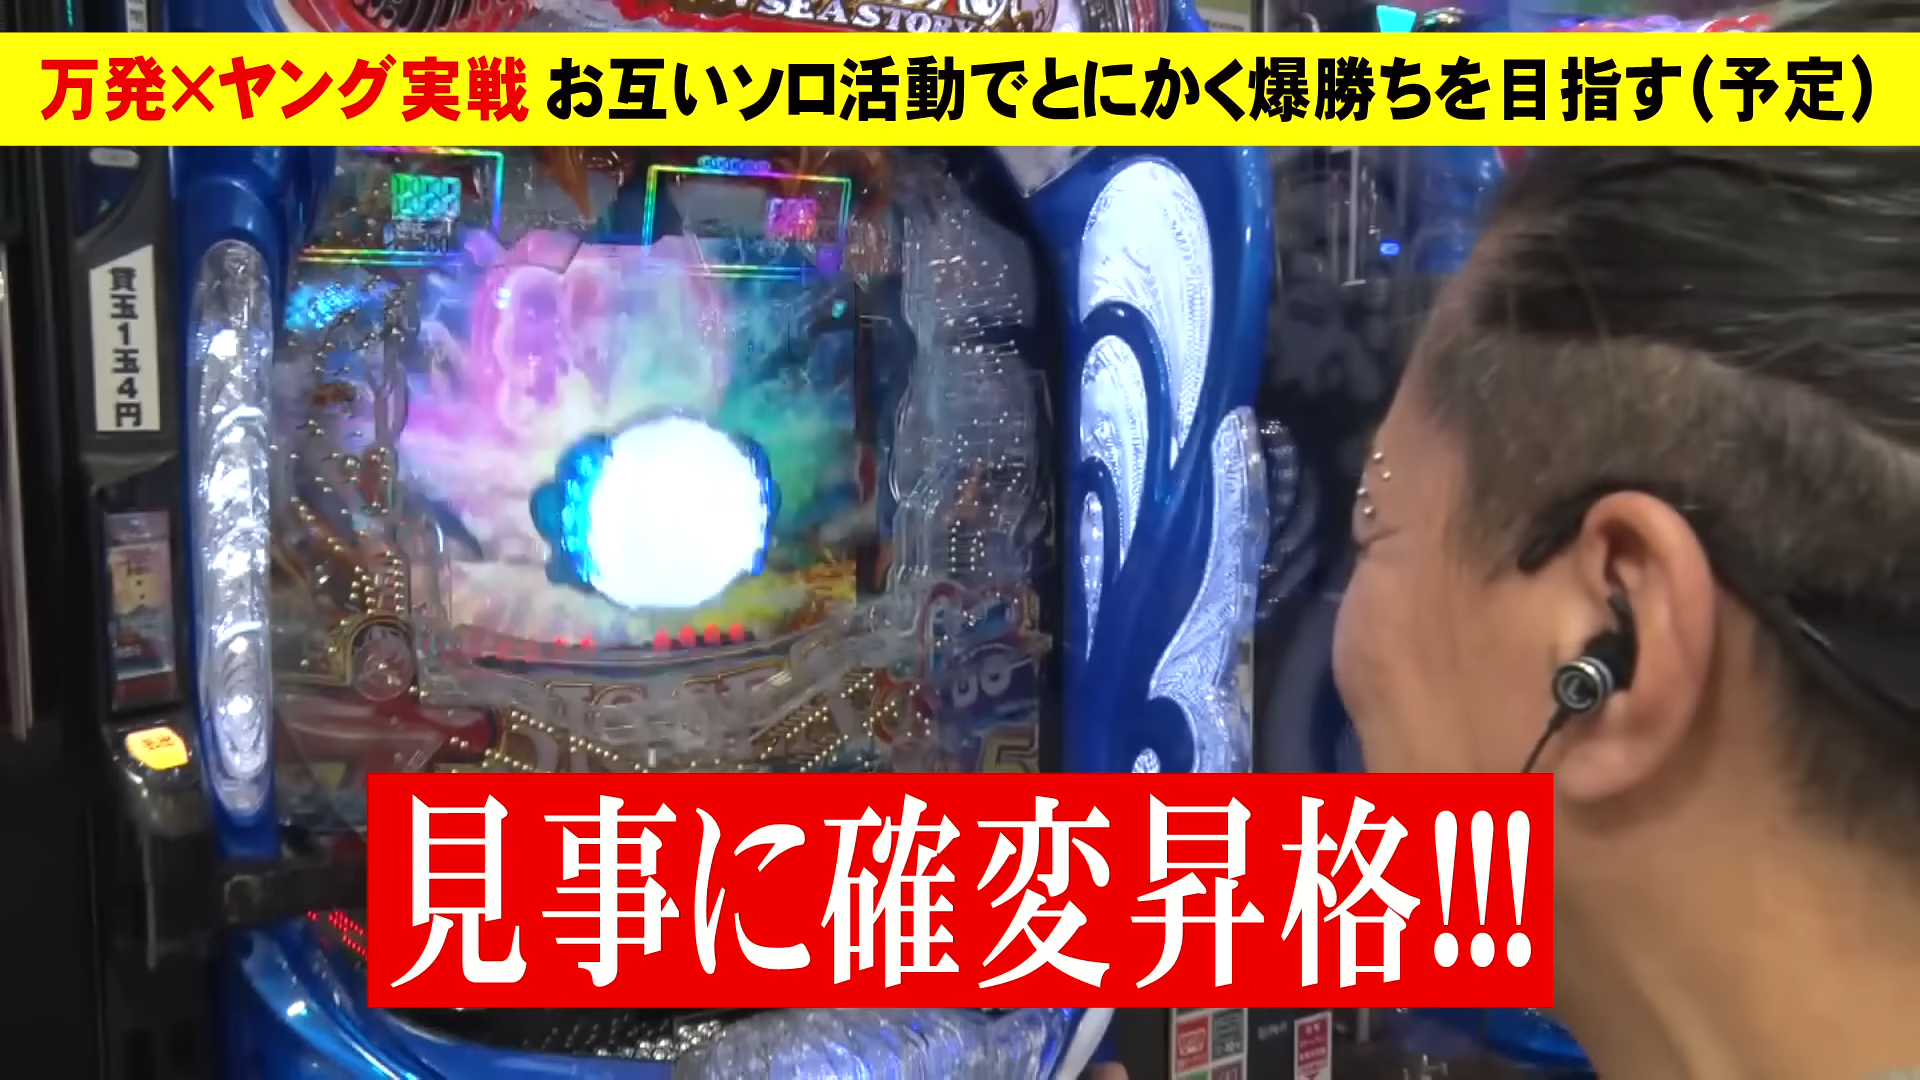 SEASTORY
万発×ヤング実戦 お互いソロ活動でとにかく爆勝ちを目指す(予定)
貸玉1玉4円
見事に確変昇格!!!